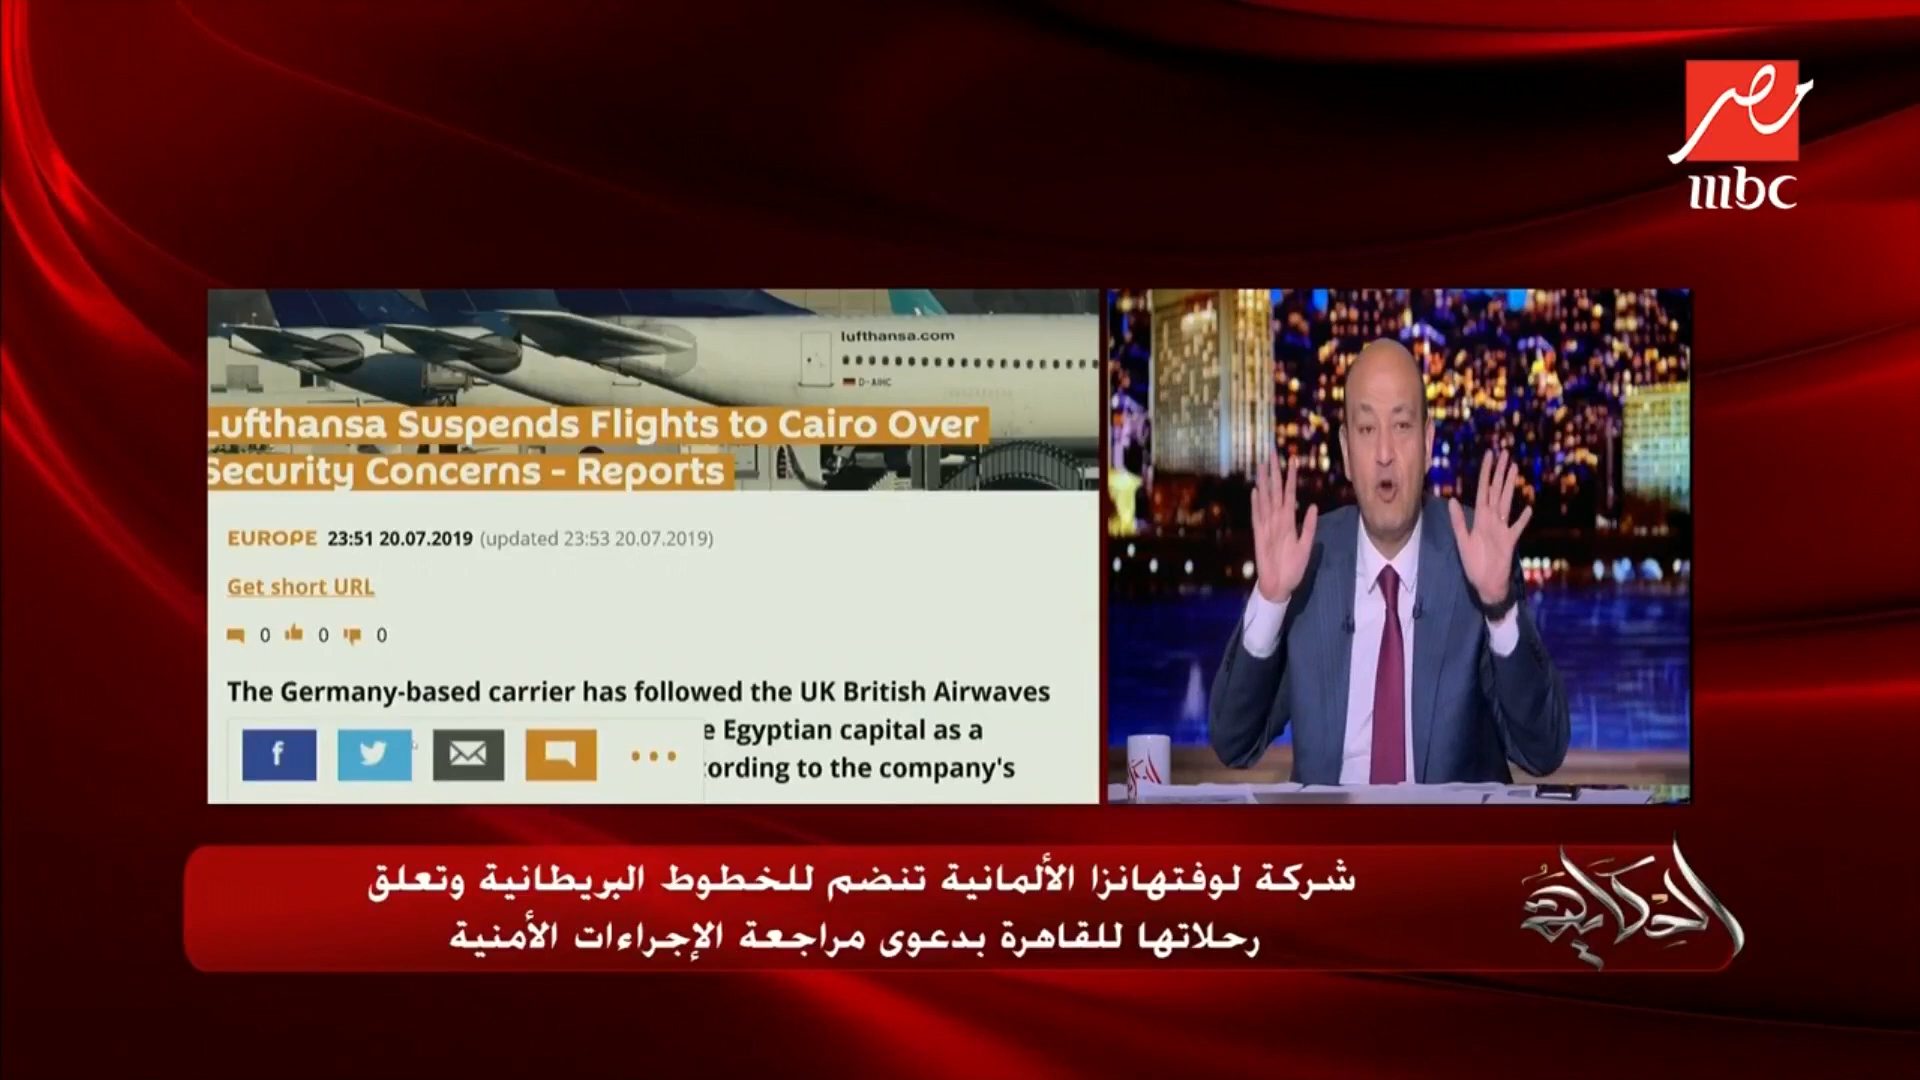 مصر
mbc
lufthansa.com
D-AIHC
Lufthansa Suspends Flights to Cairo Over
Security Concerns - Reports
EUROPE 23:51 20.07.2019 (updated 23:53 20.07.2019)
Get short URL
0 0 0
The Germany-based carrier has followed the UK British Airwaves
e Egyptian capital as a
cording to the company's
f
شركة لوفتهانزا الألمانية تنضم للخطوط البريطانية وتعلق
رحلاتها للقاهرة بدعوى مراجعة الإجراءات الأمنية
الحكاية